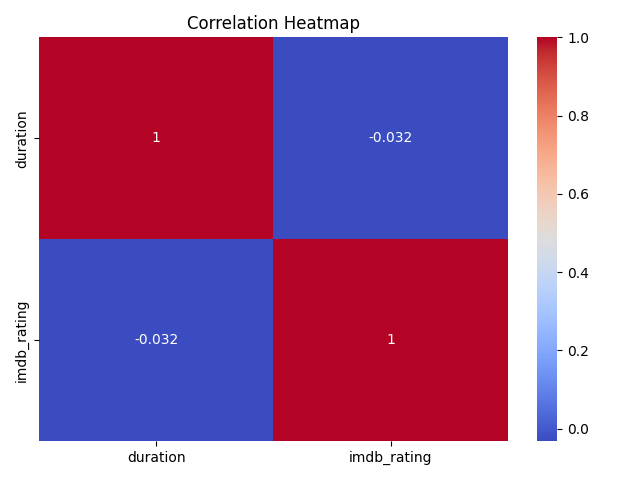 Correlation Heatmap
duration
imdb_rating
1
-0.032
-0.032
1
duration
imdb_rating
1.0
0.8
0.6
0.4
0.2
0.0